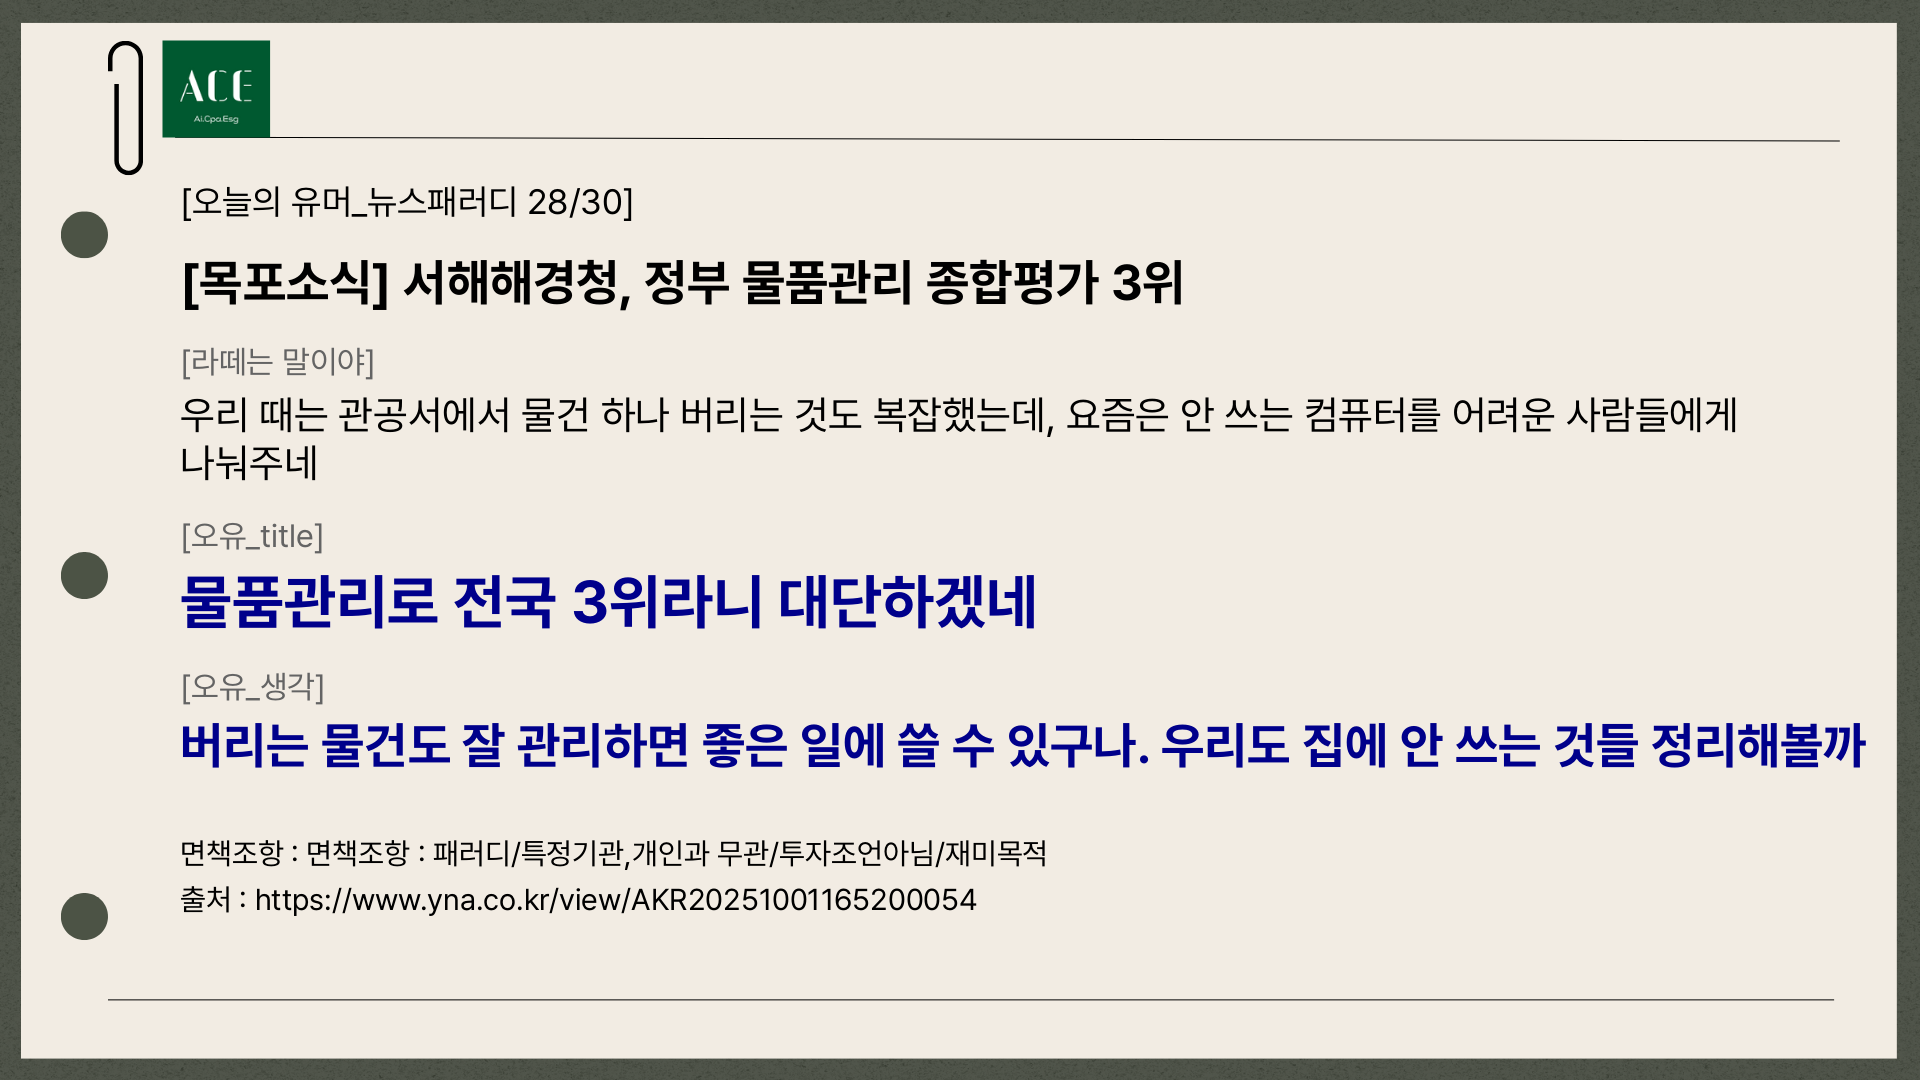 ACE
Ai.Cpa.Esg
[오늘의 유머_뉴스패러디 28/30]
[목포소식] 서해해경청, 정부 물품관리 종합평가 3위
[라떼는 말이야]
우리 때는 관공서에서 물건 하나 버리는 것도 복잡했는데, 요즘은 안 쓰는 컴퓨터를 어려운 사람들에게
나눠주네
[오유_title]
물품관리로 전국 3위라니 대단하겠네
[오유_생각]
버리는 물건도 잘 관리하면 좋은 일에 쓸 수 있구나. 우리도 집에 안 쓰는 것들 정리해볼까
면책조항 : 면책조항 : 패러디/특정기관,개인과 무관/투자조언아님/재미목적
출처 : https://www.yna.co.kr/view/AKR20251001165200054